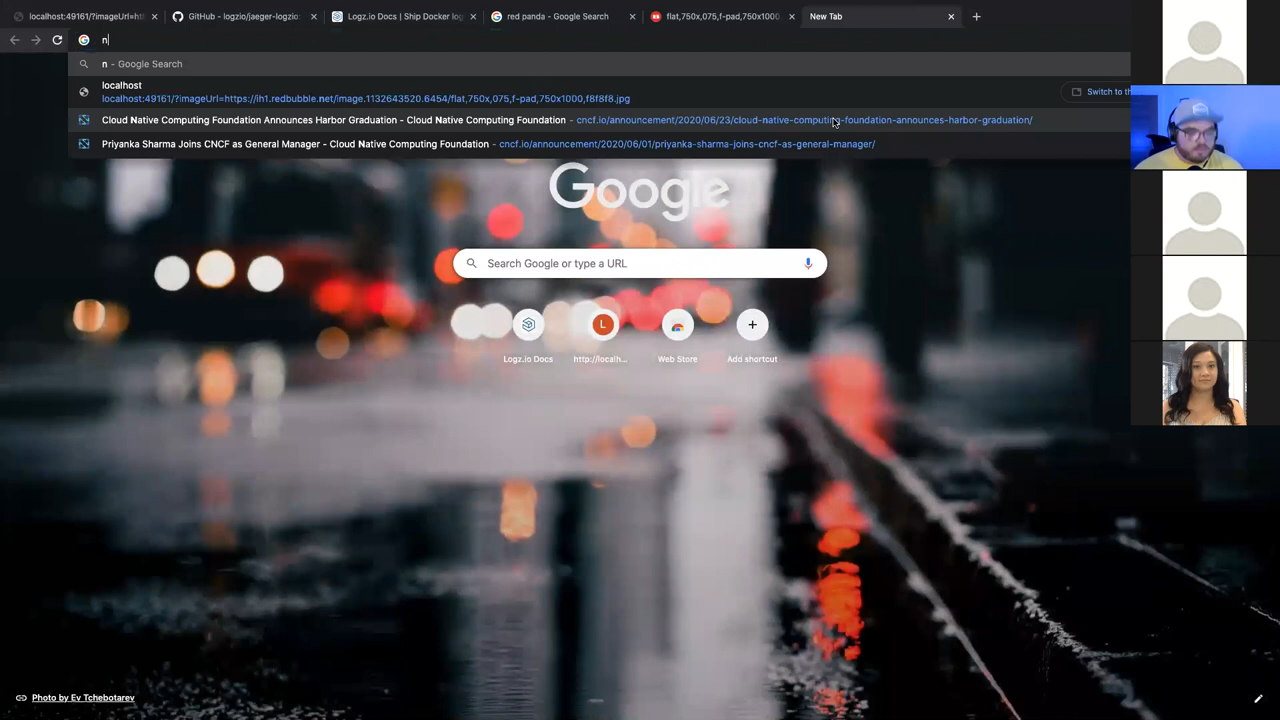 localhost:49161/?imageUrl=htt
GitHub - logzio/jaeger-logzio:
Logz.io Docs | Ship Docker log
red panda - Google Search
flat,750x,075,f-pad,750x1000
New Tab
n
n - Google Search
localhost
localhost:49161/?imageUrl=https://ih1.redbubble.net/image.1132643520.6454/flat,750x,075,f-pad,750x1000,f8f8f8.jpg
Switch to th
Cloud Native Computing Foundation Announces Harbor Graduation - Cloud Native Computing Foundation - cncf.io/announcement/2020/06/23/cloud-native-computing-foundation-announces-harbor-graduation/
Priyanka Sharma Joins CNCF as General Manager - Cloud Native Computing Foundation - cncf.io/announcement/2020/06/01/priyanka-sharma-joins-cncf-as-general-manager/
Google
Search Google or type a URL
L
Logz.io Docs
http://localh...
Web Store
Add shortcut
Photo by Ev Tchebotarev